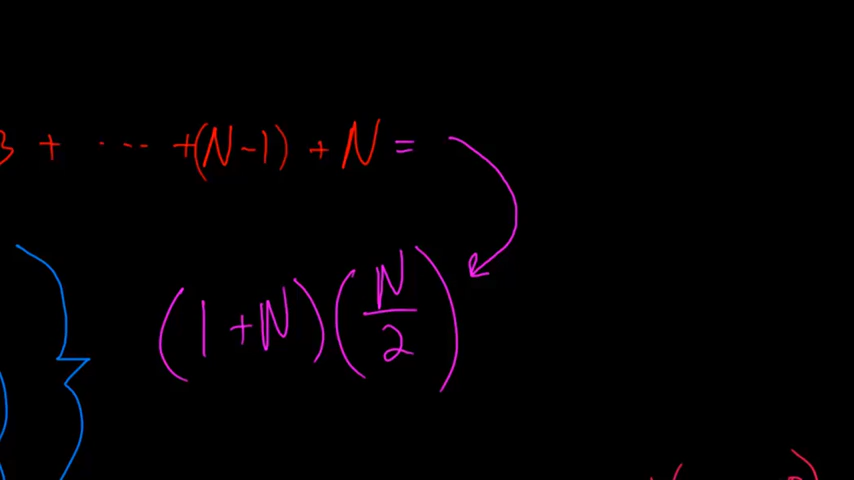 3 + ... ... +(N-1) + N =
(1+N)(N/2)